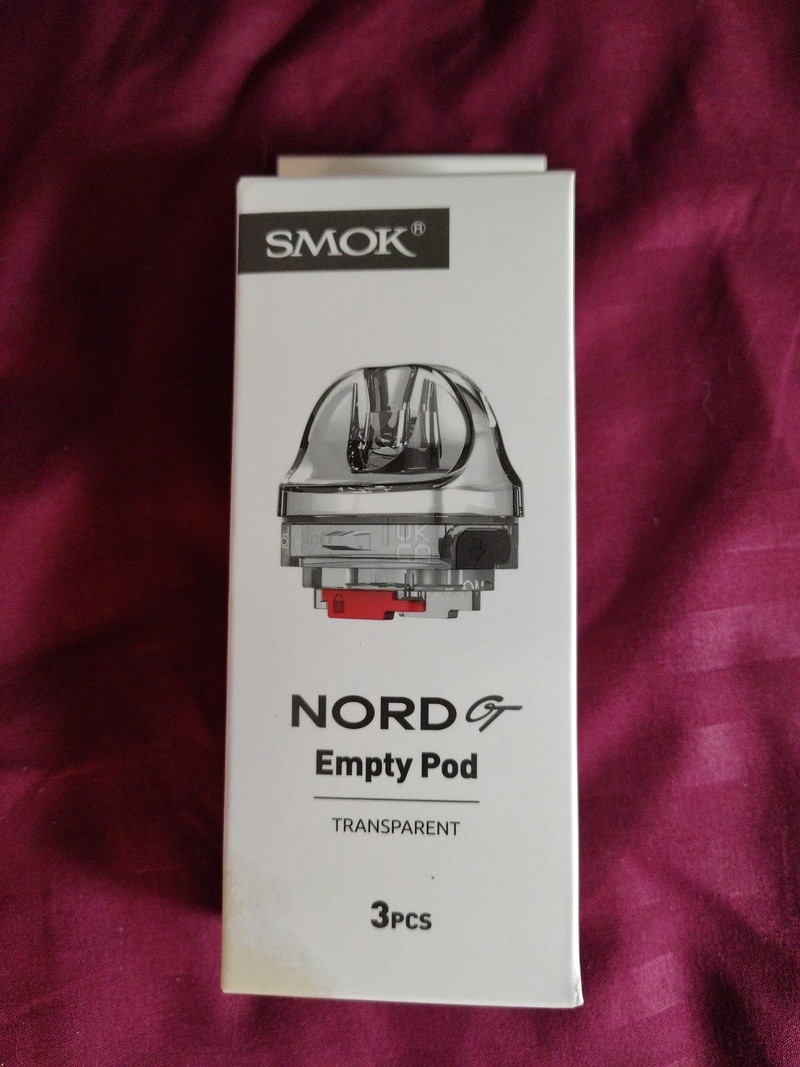 SMOK®
NORD GT
Empty Pod
TRANSPARENT
3PCS